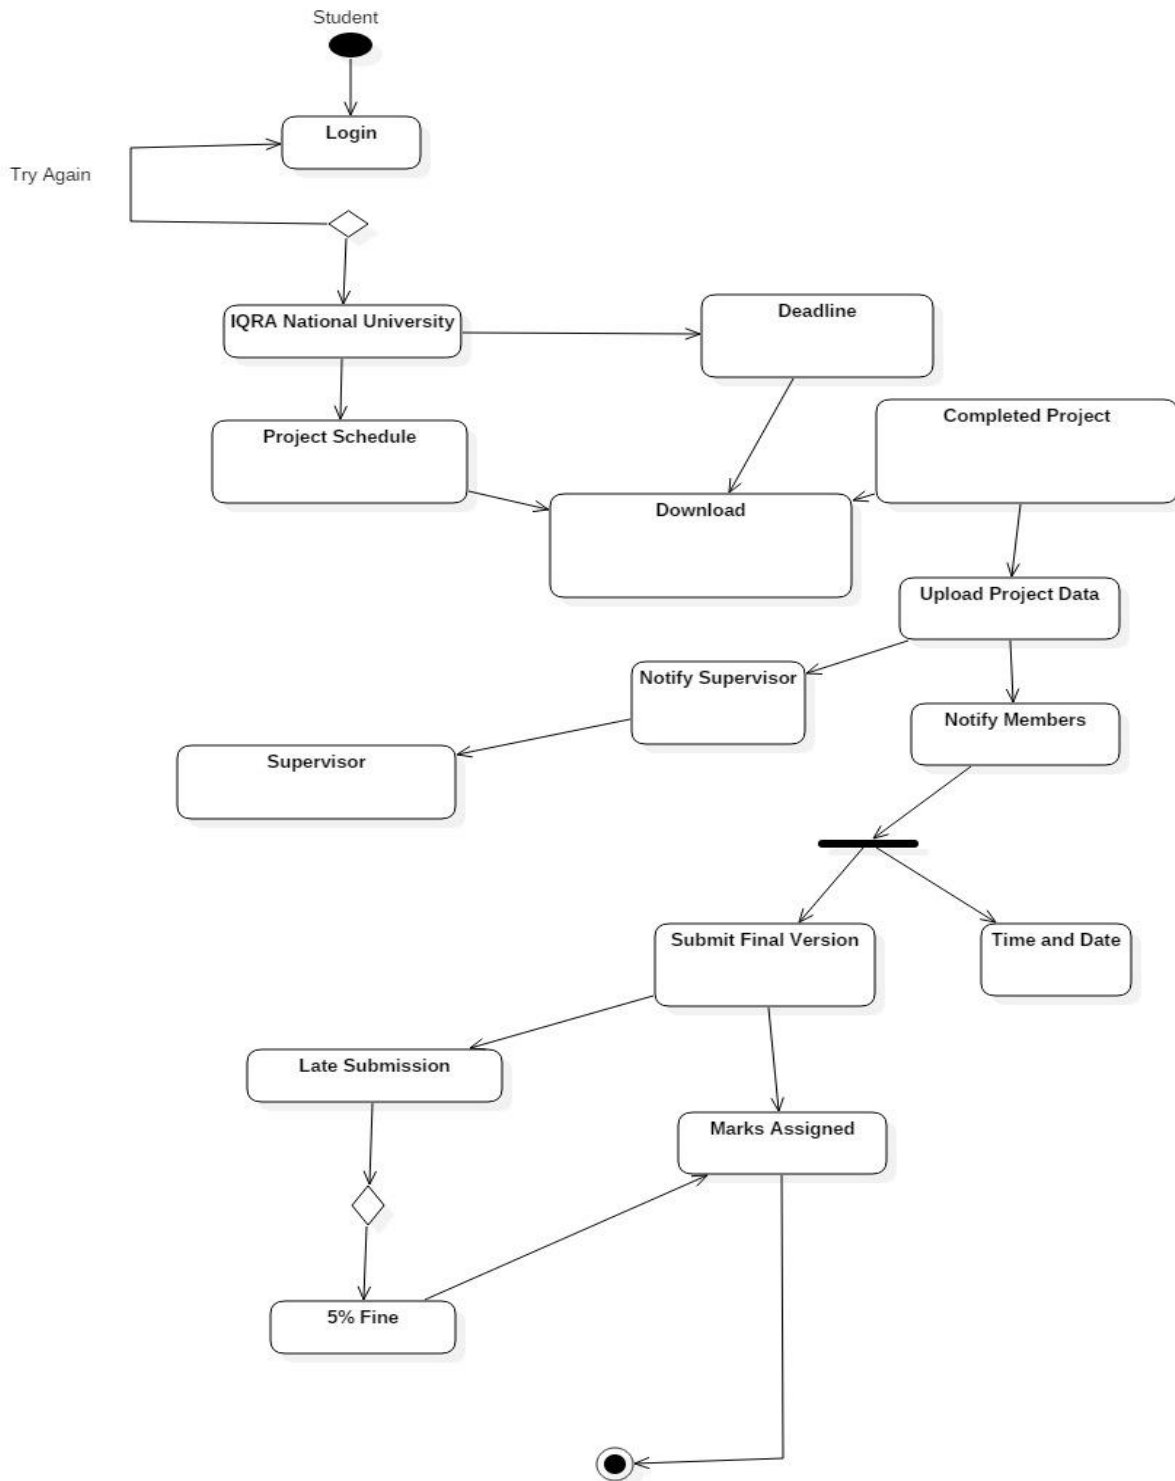 Student
Login
Try Again
IQRA National University
Deadline
Project Schedule
Completed Project
Download
Upload Project Data
Notify Supervisor
Notify Members
Supervisor
Submit Final Version
Time and Date
Late Submission
Marks Assigned
5% Fine